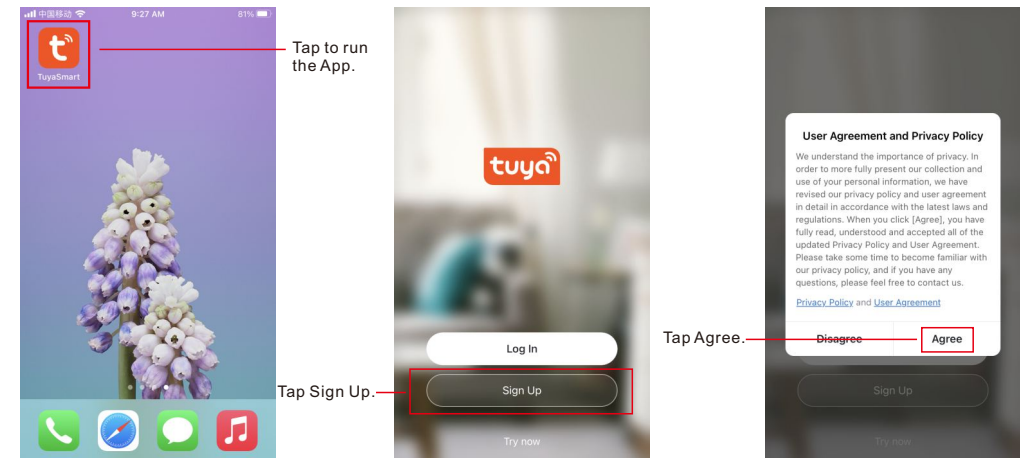 中国移动
9:27 AM
81%
TuyaSmart
Tap to run
the App.
tuya
Log In
Sign Up
Tap Sign Up.
Try now
User Agreement and Privacy Policy
We understand the importance of privacy. In
order to more fully present our collection and
use of your personal information, we have
revised our privacy policy and user agreement
in detail in accordance with the latest laws and
regulations. When you click [Agree], you have
fully read, understood and accepted all of the
updated Privacy Policy and User Agreement.
Please take some time to become familiar with
our privacy policy, and if you have any
questions, please feel free to contact us.
Privacy Policy and User Agreement
Tap Agree.
Disagree
Agree
Sign Up
Try now